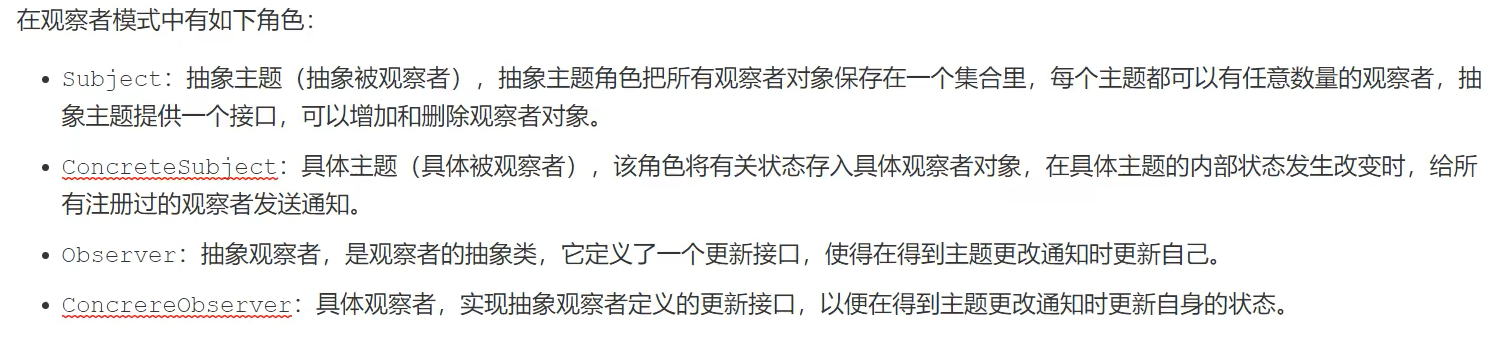 在观察者模式中有如下角色：
• Subject：抽象主题（抽象被观察者），抽象主题角色把所有观察者对象保存在一个集合里，每个主题都可以有任意数量的观察者，抽
象主题提供一个接口，可以增加和删除观察者对象。
• ConcreteSubject：具体主题（具体被观察者），该角色将有关状态存入具体观察者对象，在具体主题的内部状态发生改变时，给所
有注册过的观察者发送通知。
• Observer：抽象观察者，是观察者的抽象类，它定义了一个更新接口，使得在得到主题更改通知时更新自己。
• ConcrereObserver：具体观察者，实现抽象观察者定义的更新接口，以便在得到主题更改通知时更新自身的状态。